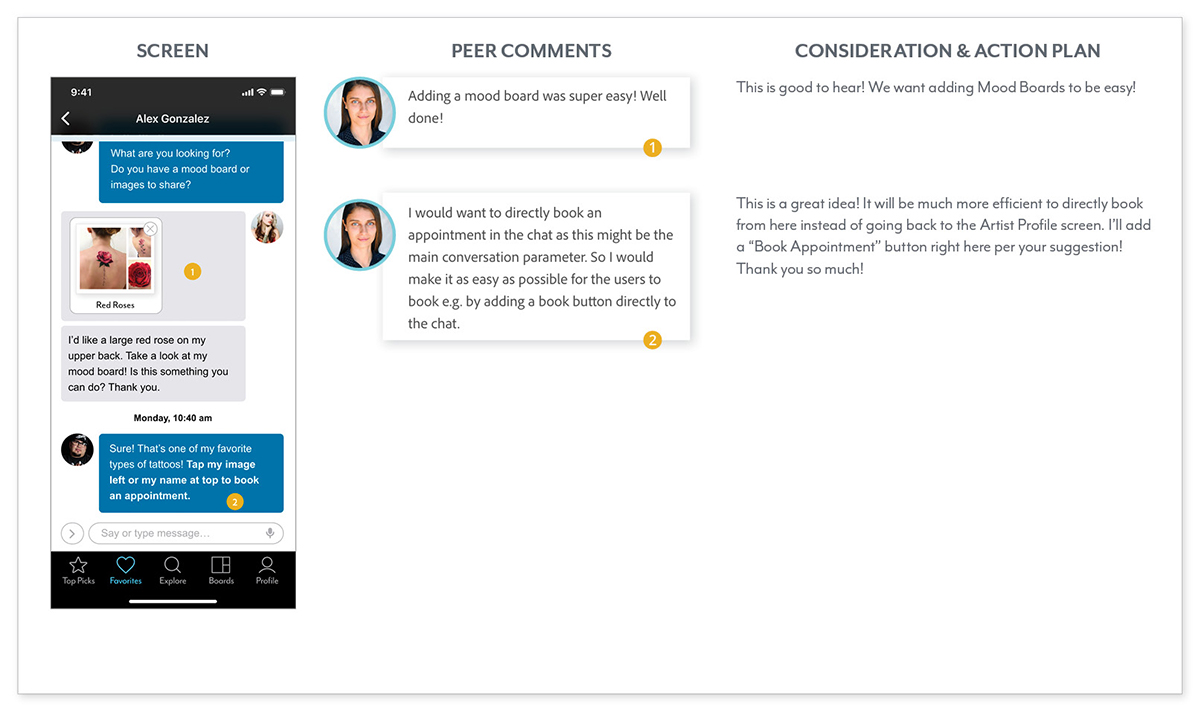 SCREEN
9:41
Alex Gonzalez
What are you looking for?
Do you have a mood board or
images to share?
1
Red Roses
I’d like a large red rose on my
upper back. Take a look at my
mood board! Is this something you
can do? Thank you.
Monday, 10:40 am
Sure! That’s one of my favorite
types of tattoos! Tap my image
left or my name at top to book
an appointment.
2
Say or type message…
Top Picks
Favorites
Explore
Boards
Profile
PEER COMMENTS
Adding a mood board was super easy! Well
done!
1
I would want to directly book an
appointment in the chat as this might be the
main conversation parameter. So I would
make it as easy as possible for the users to
book e.g. by adding a book button directly to
the chat.
2
CONSIDERATION & ACTION PLAN
This is good to hear! We want adding Mood Boards to be easy!
This is a great idea! It will be much more efficient to directly book
from here instead of going back to the Artist Profile screen. I’ll add
a “Book Appointment” button right here per your suggestion!
Thank you so much!